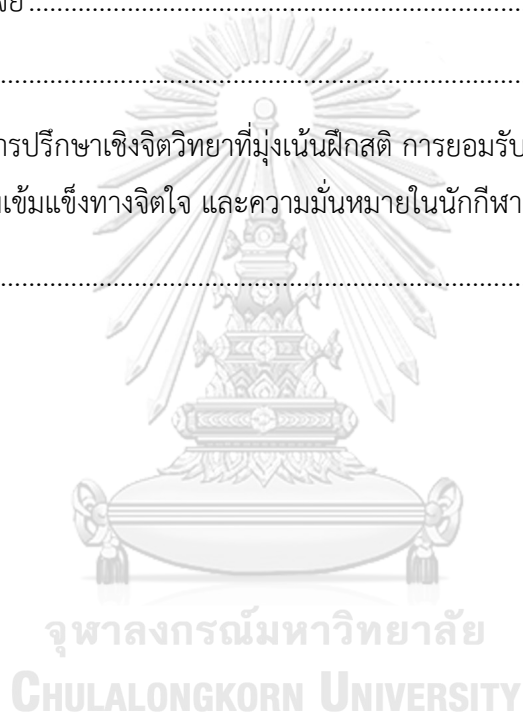 ............................................................
............................................................
ารปรึกษาเชิงจิตวิทยาที่มุ่งเน้นฝึกสติ การยอมรับ
เข้มแข็งทางจิตใจ และความมั่นหมายในนักกีฬา
............................................................
จุฬาลงกรณ์มหาวิทยาลัย
CHULALONGKORN UNIVERSITY